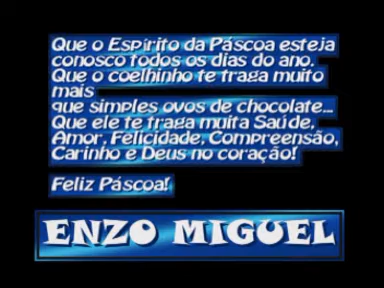 Que o Espírito da Páscoa esteja
conosco todos os dias do ano.
Que o coelhinho te traga muito
mais
que simples ovos de chocolate...
Que ele te traga muita Saúde,
Amor, Felicidade, Compreensão,
Carinho e Deus no coração!
Feliz Páscoa!
ENZO MIGUEL